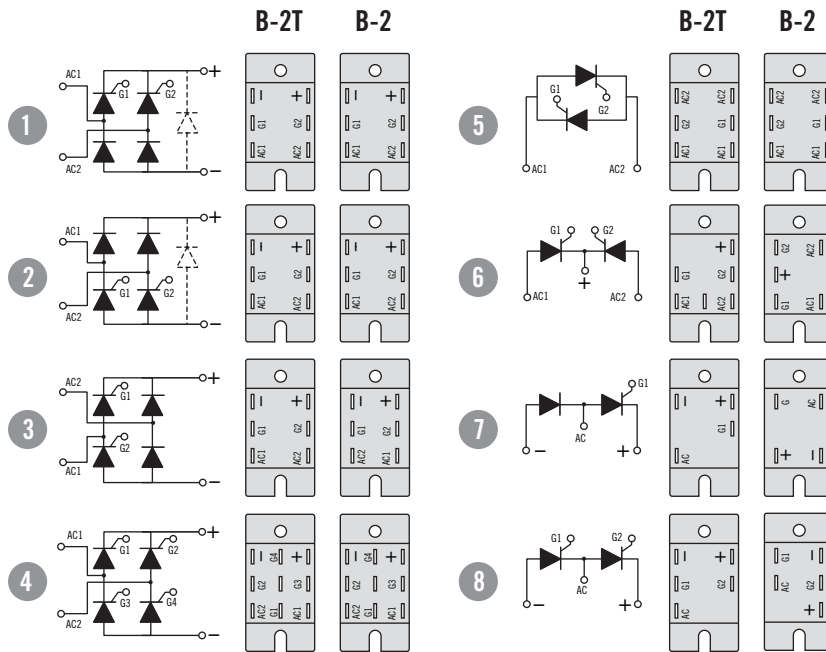 B-2T B-2 B-2T B-2
1
AC1
G1 G2
+
AC2
−
− +
G1 G2
AC1 AC2
− +
G1 G2
AC1 AC2
2
AC1
+
G1 G2
AC2
−
− +
G1 G2
AC1 AC2
− +
G1 G2
AC1 AC2
3
AC2
G1
+
G2
AC1
−
− +
G1 G2
AC1 AC2
− +
G1 G2
AC2 AC1
4
AC1
G1 G2
+
G3 G4
AC2
−
− G4 +
G2 G3
AC2 G1 AC1
− G4 +
G2 G3
AC2 G1 AC1
5
G1
G2
AC1 AC2
AC2 AC2
G2 G1
AC1 AC1
AC2 AC2
G2 G1
AC1 AC1
6
G1 G2
+
AC1 AC2
+
G1 G2
AC1 AC2
G2 AC2
+
G1 AC1
7
G1
AC
− +
− +
G1
AC
G AC
+ −
8
G1 G2
AC
− +
− +
G1 G2
AC
G1 −
AC G2
+